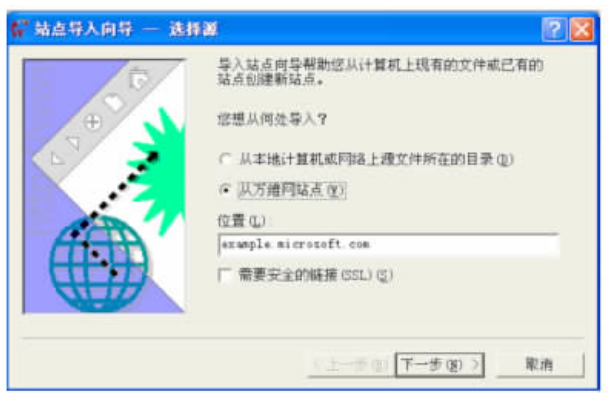 站点导入向导 — 选择源
导入站点向导帮助您从计算机上现有的文件或已有的
站点创建新站点。
您想从何处导入?
从本地计算机或网络上源文件所在的目录(D)
从万维网站点(W)
位置(L)
example.microsoft.com
需要安全的链接(SSL)(S)
<上一步(B) 下一步(N) > 取消